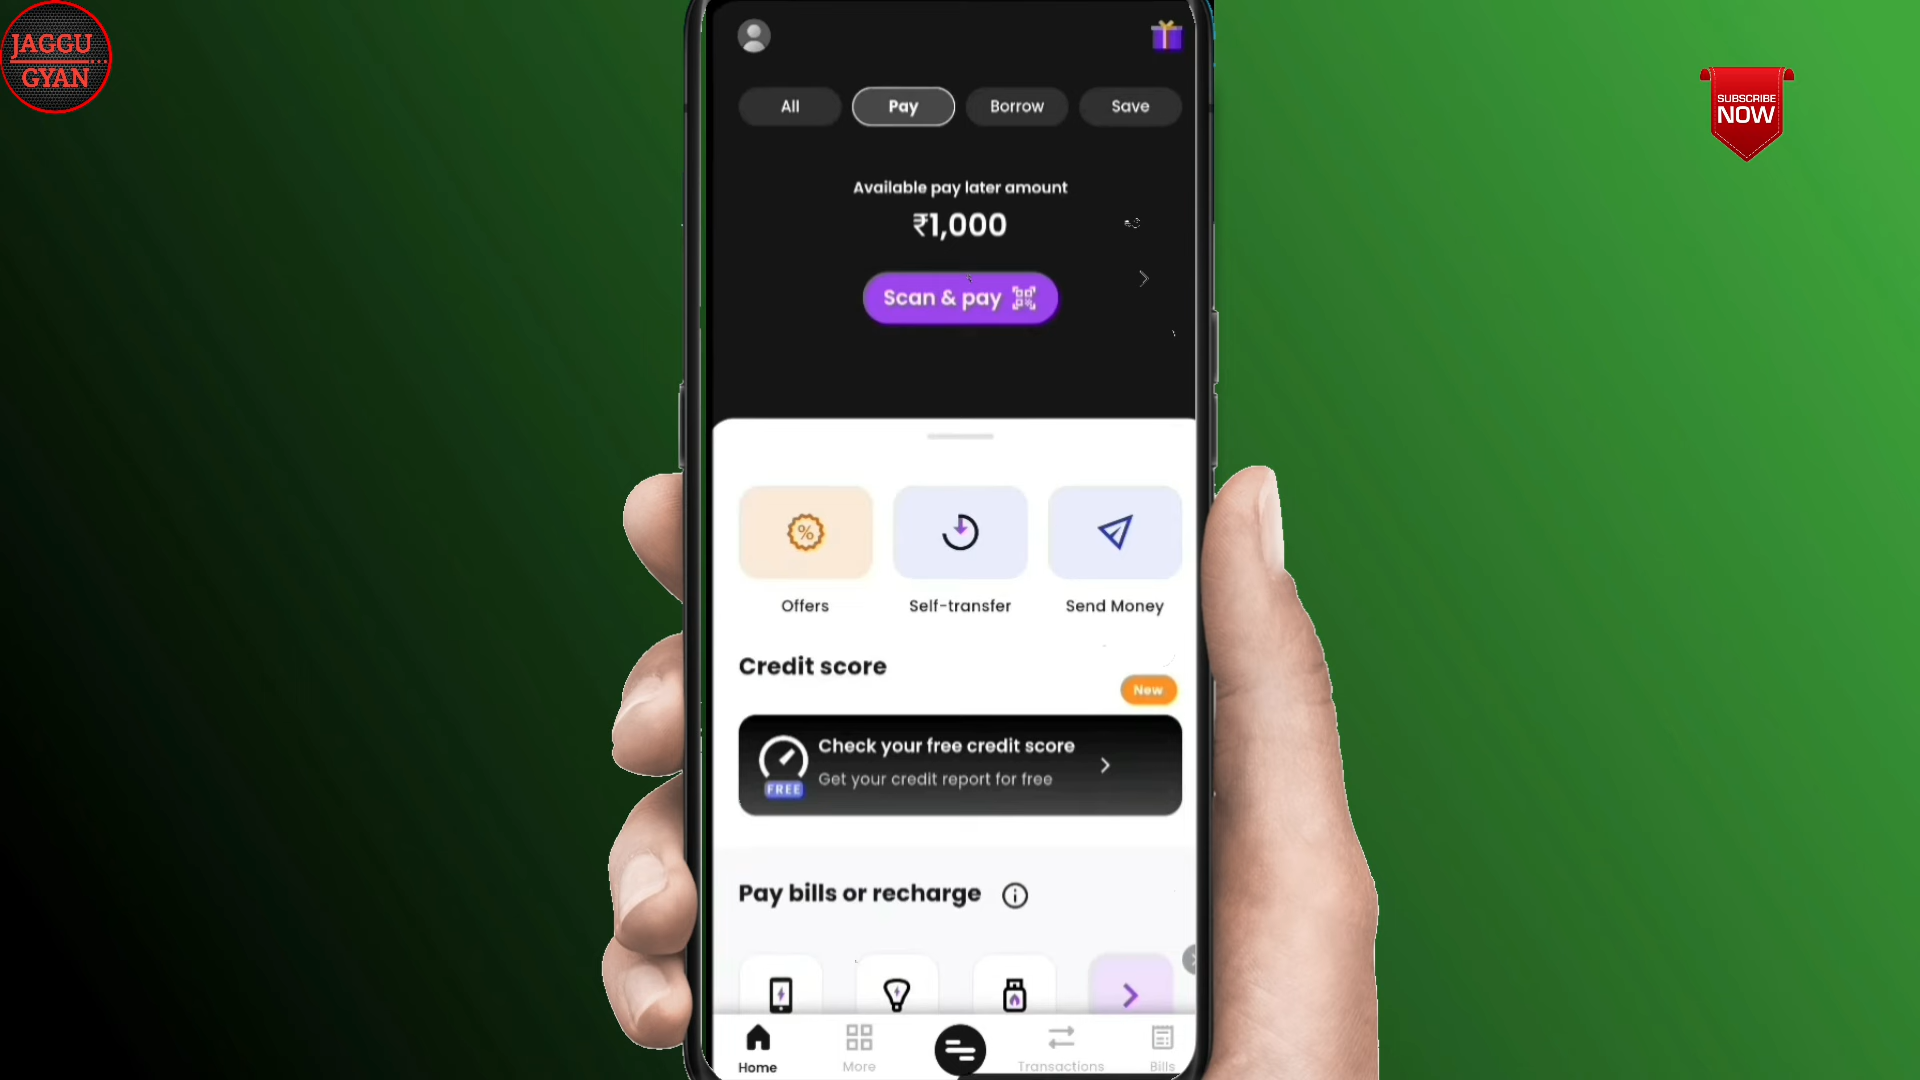 JAGGU
GYAN
SUBSCRIBE
NOW
All
Pay
Borrow
Save
Available pay later amount
₹1,000
Scan & pay
Offers
Self-transfer
Send Money
Credit score
New
Check your free credit score
Get your credit report for free
FREE
Pay bills or recharge
Home
More
Transactions
Bills